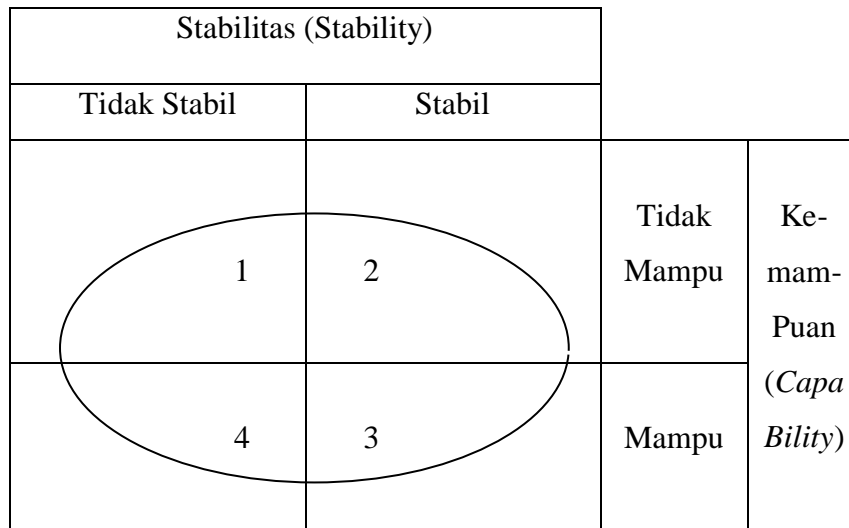 Stabilitas (Stability)
Tidak Stabil
Stabil
1
2
Tidak
Mampu
Ke-
mam-
Puan
(Capa
Bility)
4
3
Mampu